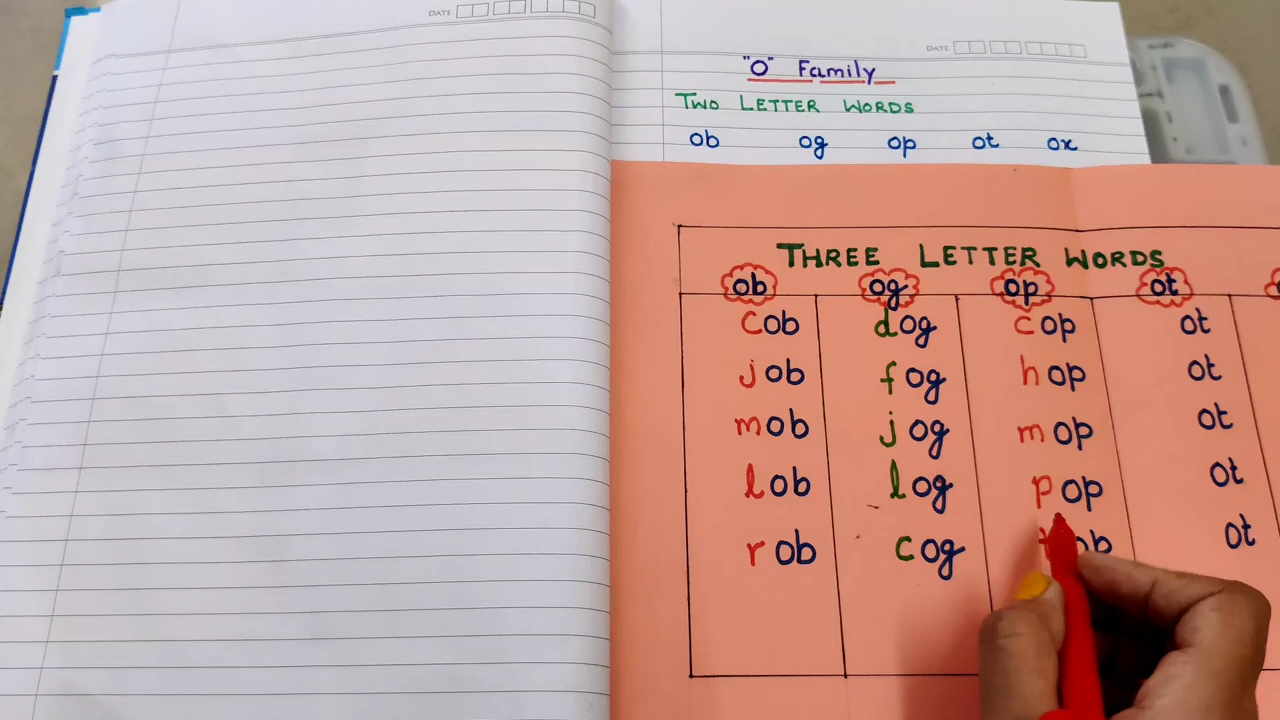 DATE
DATE
"O" Family
TWO LETTER WORDS
ob og op ot ox
THREE LETTER WORDS
ob og op ot
cob dog cop ot
job fog hop ot
mob jog mop ot
lob log pop ot
rob cog ot